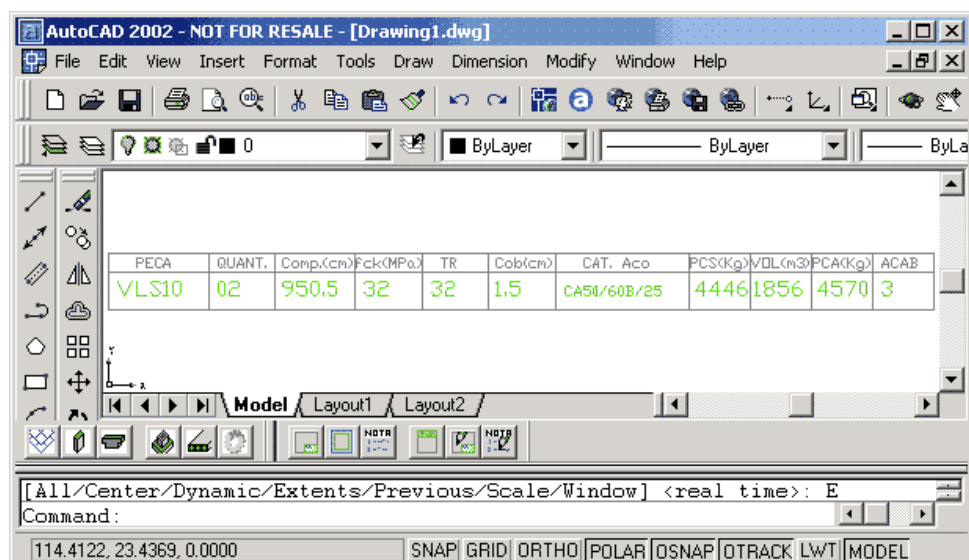 AutoCAD 2002 - NOT FOR RESALE - [Drawing1.dwg]
File Edit View Insert Format Tools Draw Dimension Modify Window Help
0 ByLayer ByLayer ByLa
PECA QUANT. Comp.(cm) fck(MPa) TR Cob(cm) CAT. Aco PCS(Kg) VOL(m3) PCA(Kg) ACAB
VLS10 02 950.5 32 32 1.5 CA50/60B/25 4446 1856 4570 3
Y
X
Model Layout1 Layout2
NOTA NOTA
[All/Center/Dynamic/Extents/Previous/Scale/Window] <real time>: E
Command:
114.4122, 23.4369, 0.0000 SNAP GRID ORTHO POLAR OSNAP OTRACK LWT MODEL